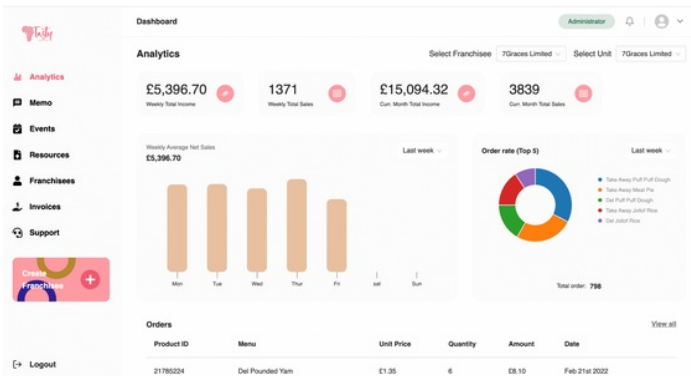 Tasty
Dashboard
Administrator
Analytics
Select Franchisee 7Graces Limited
Select Unit 7Graces Limited
Analytics
Memo
Events
Resources
Franchisees
Invoices
Support
Create Franchisee
Logout
£5,396.70
Weekly Total Income
1371
Weekly Total Sales
£15,094.32
Curr. Month Total Income
3839
Curr. Month Total Sales
Weekly Average Net Sales
£5,396.70
Last week
Mon Tue Wed Thur Fri sat Sun
Order rate (Top 5)
Last week
Take Away Puff Puff Dough
Take Away Meat Pie
Del Puff Puff Dough
Take Away Jollof Rice
Del Jollof Rice
Total order: 798
Orders
View all
Product ID Menu Unit Price Quantity Amount Date
21785224 Del Pounded Yam £1.35 6 £8.10 Feb 21st 2022